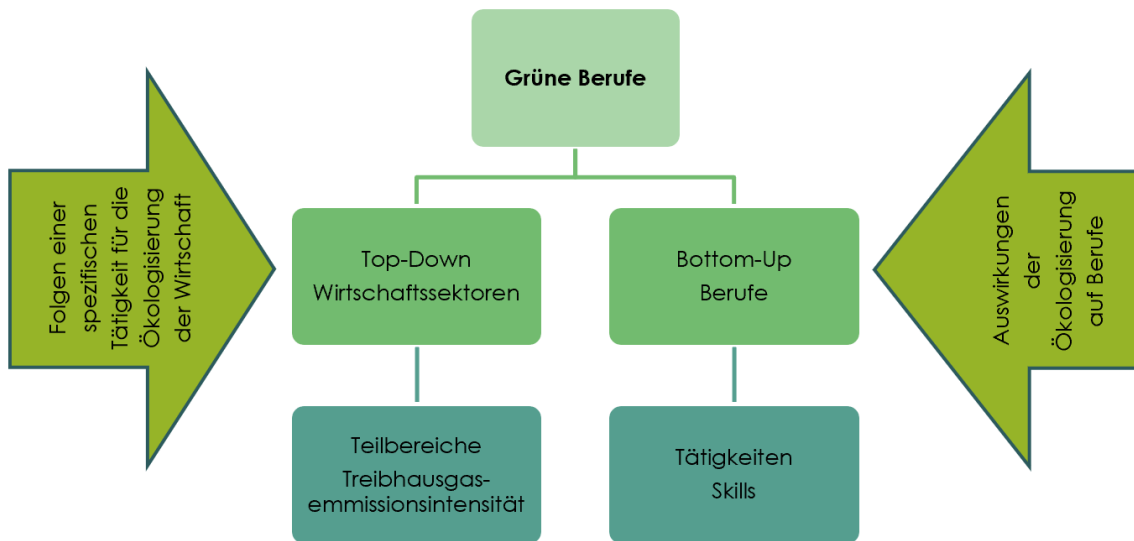 Grüne Berufe
Folgen einer
spezifischen
Tätigkeit für die
Ökologisierung
der Wirtschaft
Top-Down
Wirtschaftssektoren
Bottom-Up
Berufe
Auswirkungen
der
Ökologisierung
auf Berufe
Teilbereiche
Treibhausgas-
emmissionsintensität
Tätigkeiten
Skills